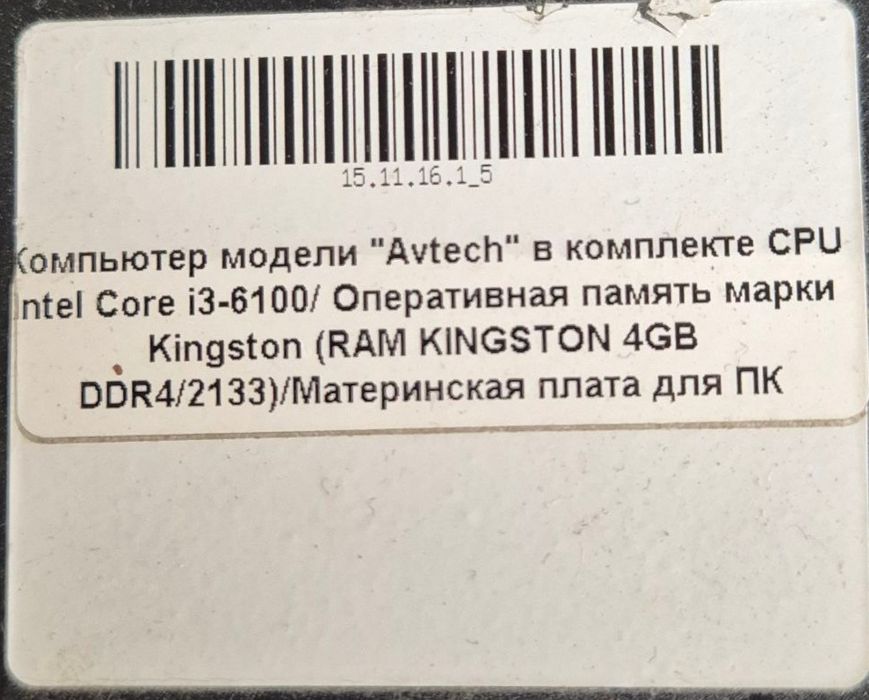 15.11.16.1_5
Компьютер модели "Avtech" в комплекте CPU
Intel Core i3-6100/ Оперативная память марки
Kingston (RAM KINGSTON 4GB
DDR4/2133)/Материнская плата для ПК